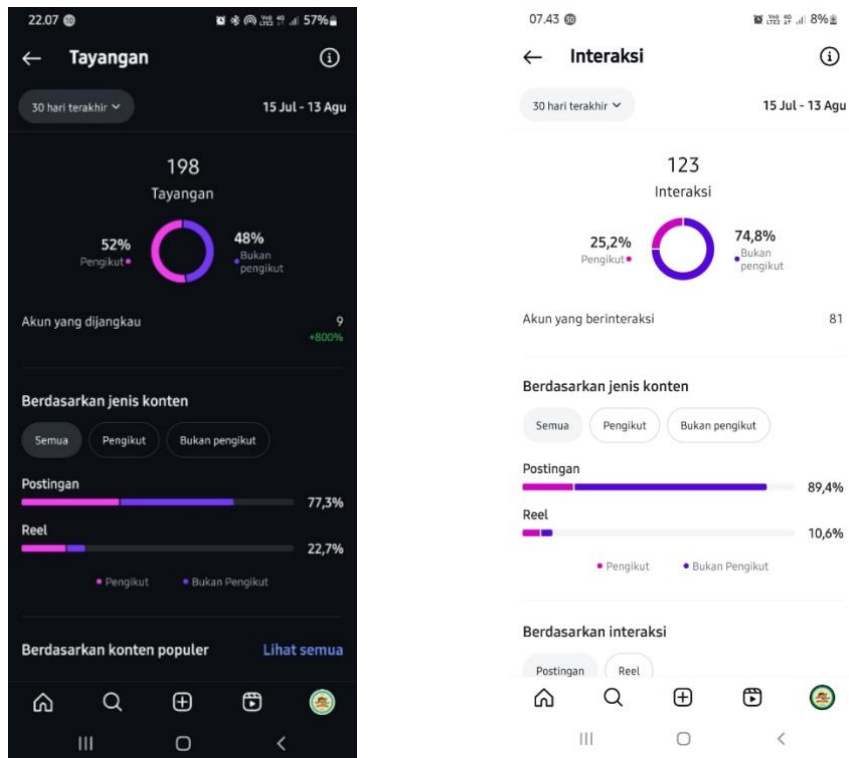 22.07
57%
Tayangan
30 hari terakhir
15 Jul - 13 Agu
198
Tayangan
52%
Pengikut
48%
Bukan
pengikut
Akun yang dijangkau
9
+800%
Berdasarkan jenis konten
Semua
Pengikut
Bukan pengikut
Postingan
77,3%
Reel
22,7%
Pengikut
Bukan Pengikut
Berdasarkan konten populer
Lihat semua
07.43
8%
Interaksi
30 hari terakhir
15 Jul - 13 Agu
123
Interaksi
25,2%
Pengikut
74,8%
Bukan
pengikut
Akun yang berinteraksi
81
Berdasarkan jenis konten
Semua
Pengikut
Bukan pengikut
Postingan
89,4%
Reel
10,6%
Pengikut
Bukan Pengikut
Berdasarkan interaksi
Postingan
Reel